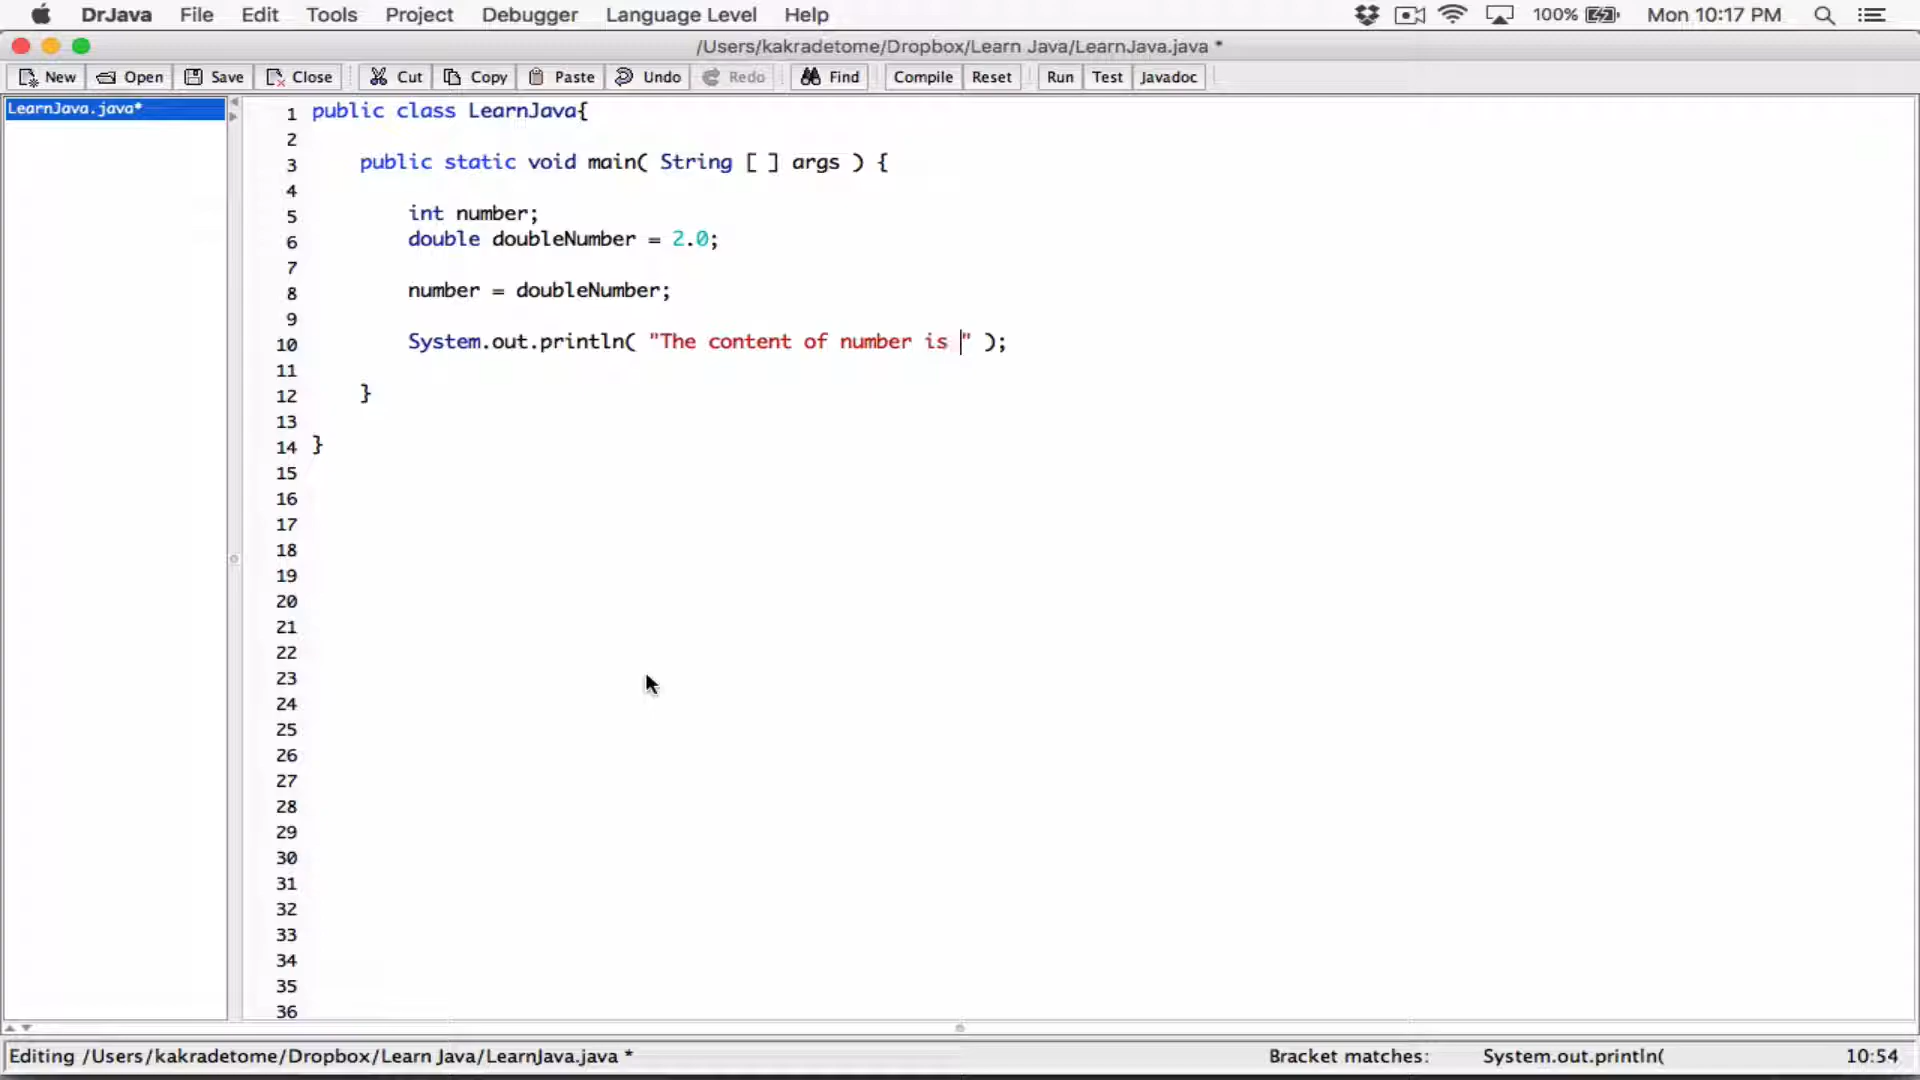 DrJava File Edit Tools Project Debugger Language Level Help 100% Mon 10:17 PM
/Users/kakradetome/Dropbox/Learn Java/LearnJava.java *
New Open Save Close Cut Copy Paste Undo Redo Find Compile Reset Run Test Javadoc
LearnJava.java*
1 public class LearnJava{
2
3 public static void main( String [ ] args ) {
4
5 int number;
6 double doubleNumber = 2.0;
7
8 number = doubleNumber;
9
10 System.out.println( "The content of number is " );
11
12 }
13
14 }
15
16
17
18
19
20
21
22
23
24
25
26
27
28
29
30
31
32
33
34
35
36
Editing /Users/kakradetome/Dropbox/Learn Java/LearnJava.java * Bracket matches: System.out.println( 10:54